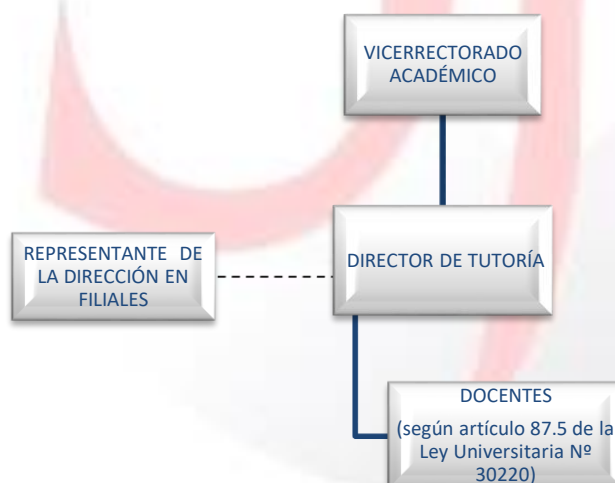 VICERRECTORADO
ACADÉMICO
REPRESENTANTE DE
LA DIRECCIÓN EN
FILIALES
DIRECTOR DE TUTORÍA
DOCENTES
(según artículo 87.5 de la
Ley Universitaria Nº
30220)